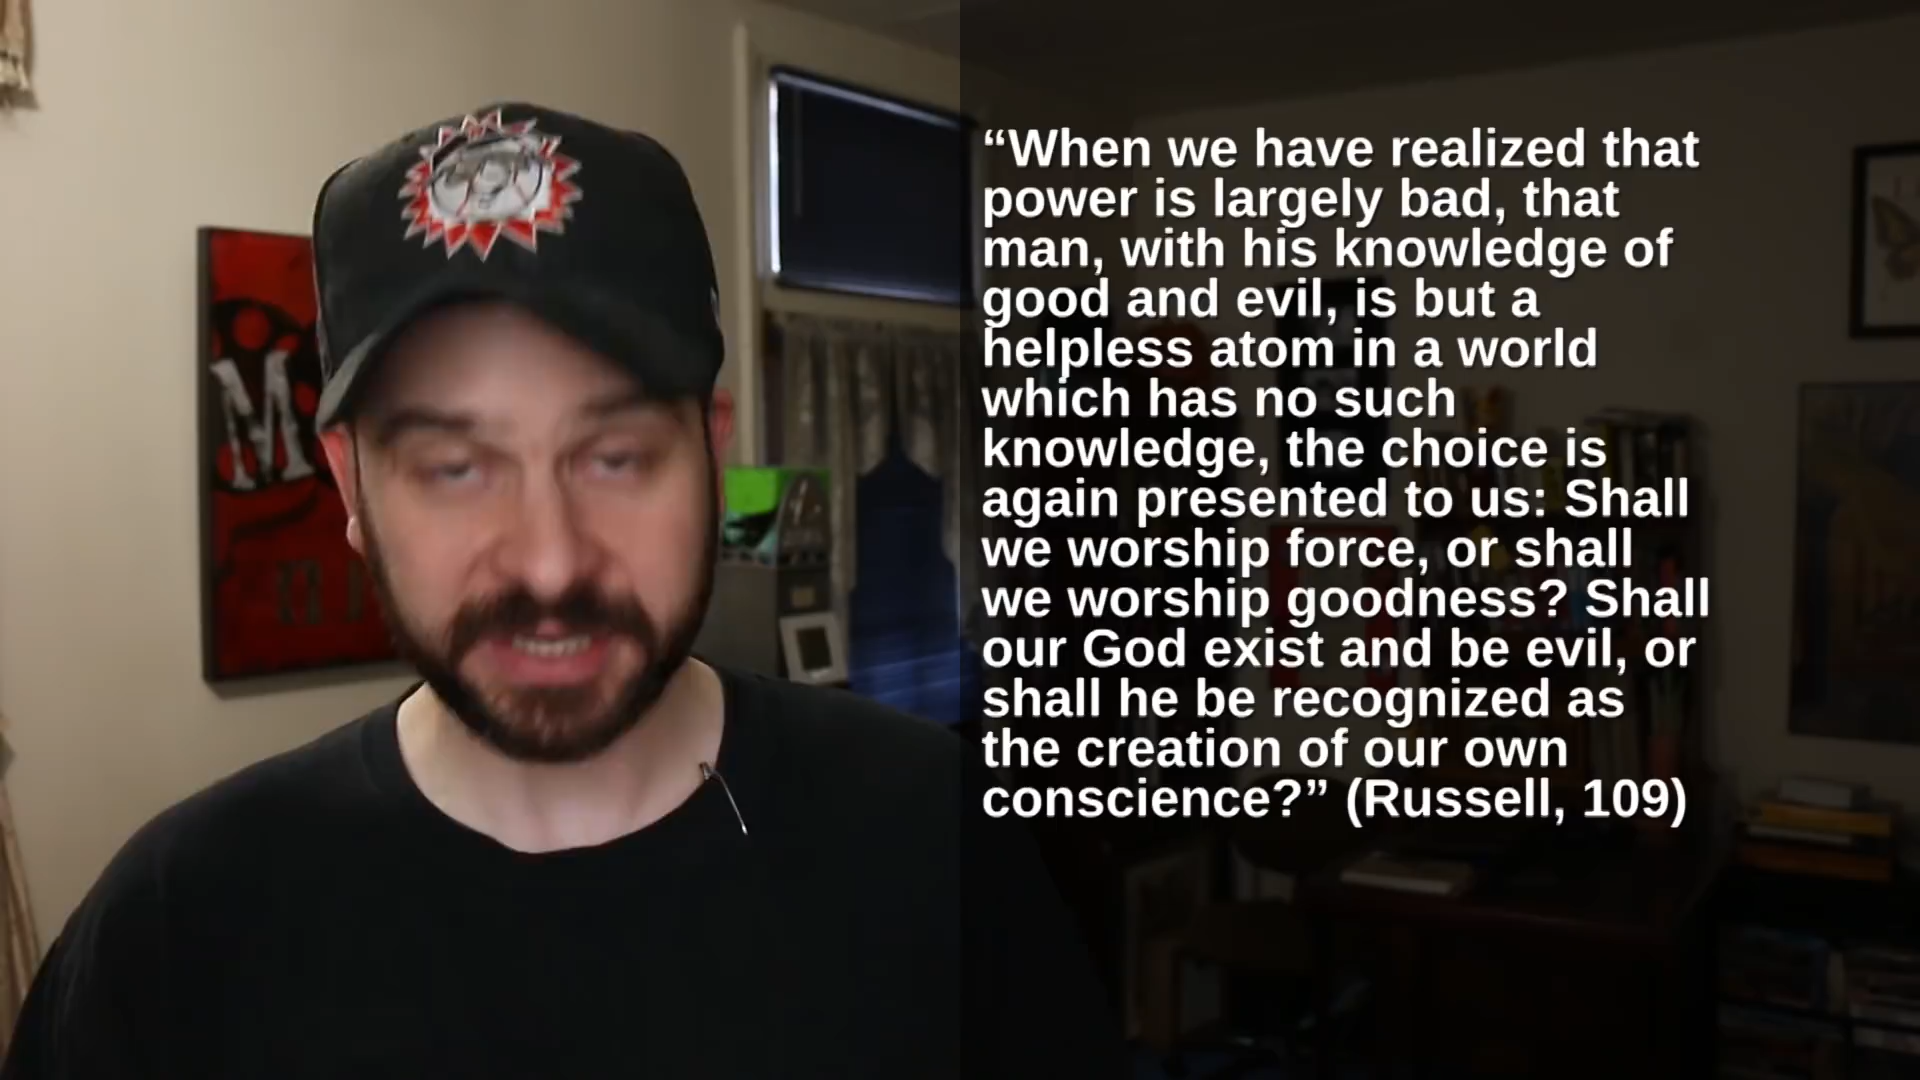 “When we have realized that
power is largely bad, that
man, with his knowledge of
good and evil, is but a
helpless atom in a world
which has no such
knowledge, the choice is
again presented to us: Shall
we worship force, or shall
we worship goodness? Shall
our God exist and be evil, or
shall he be recognized as
the creation of our own
conscience?” (Russell, 109)